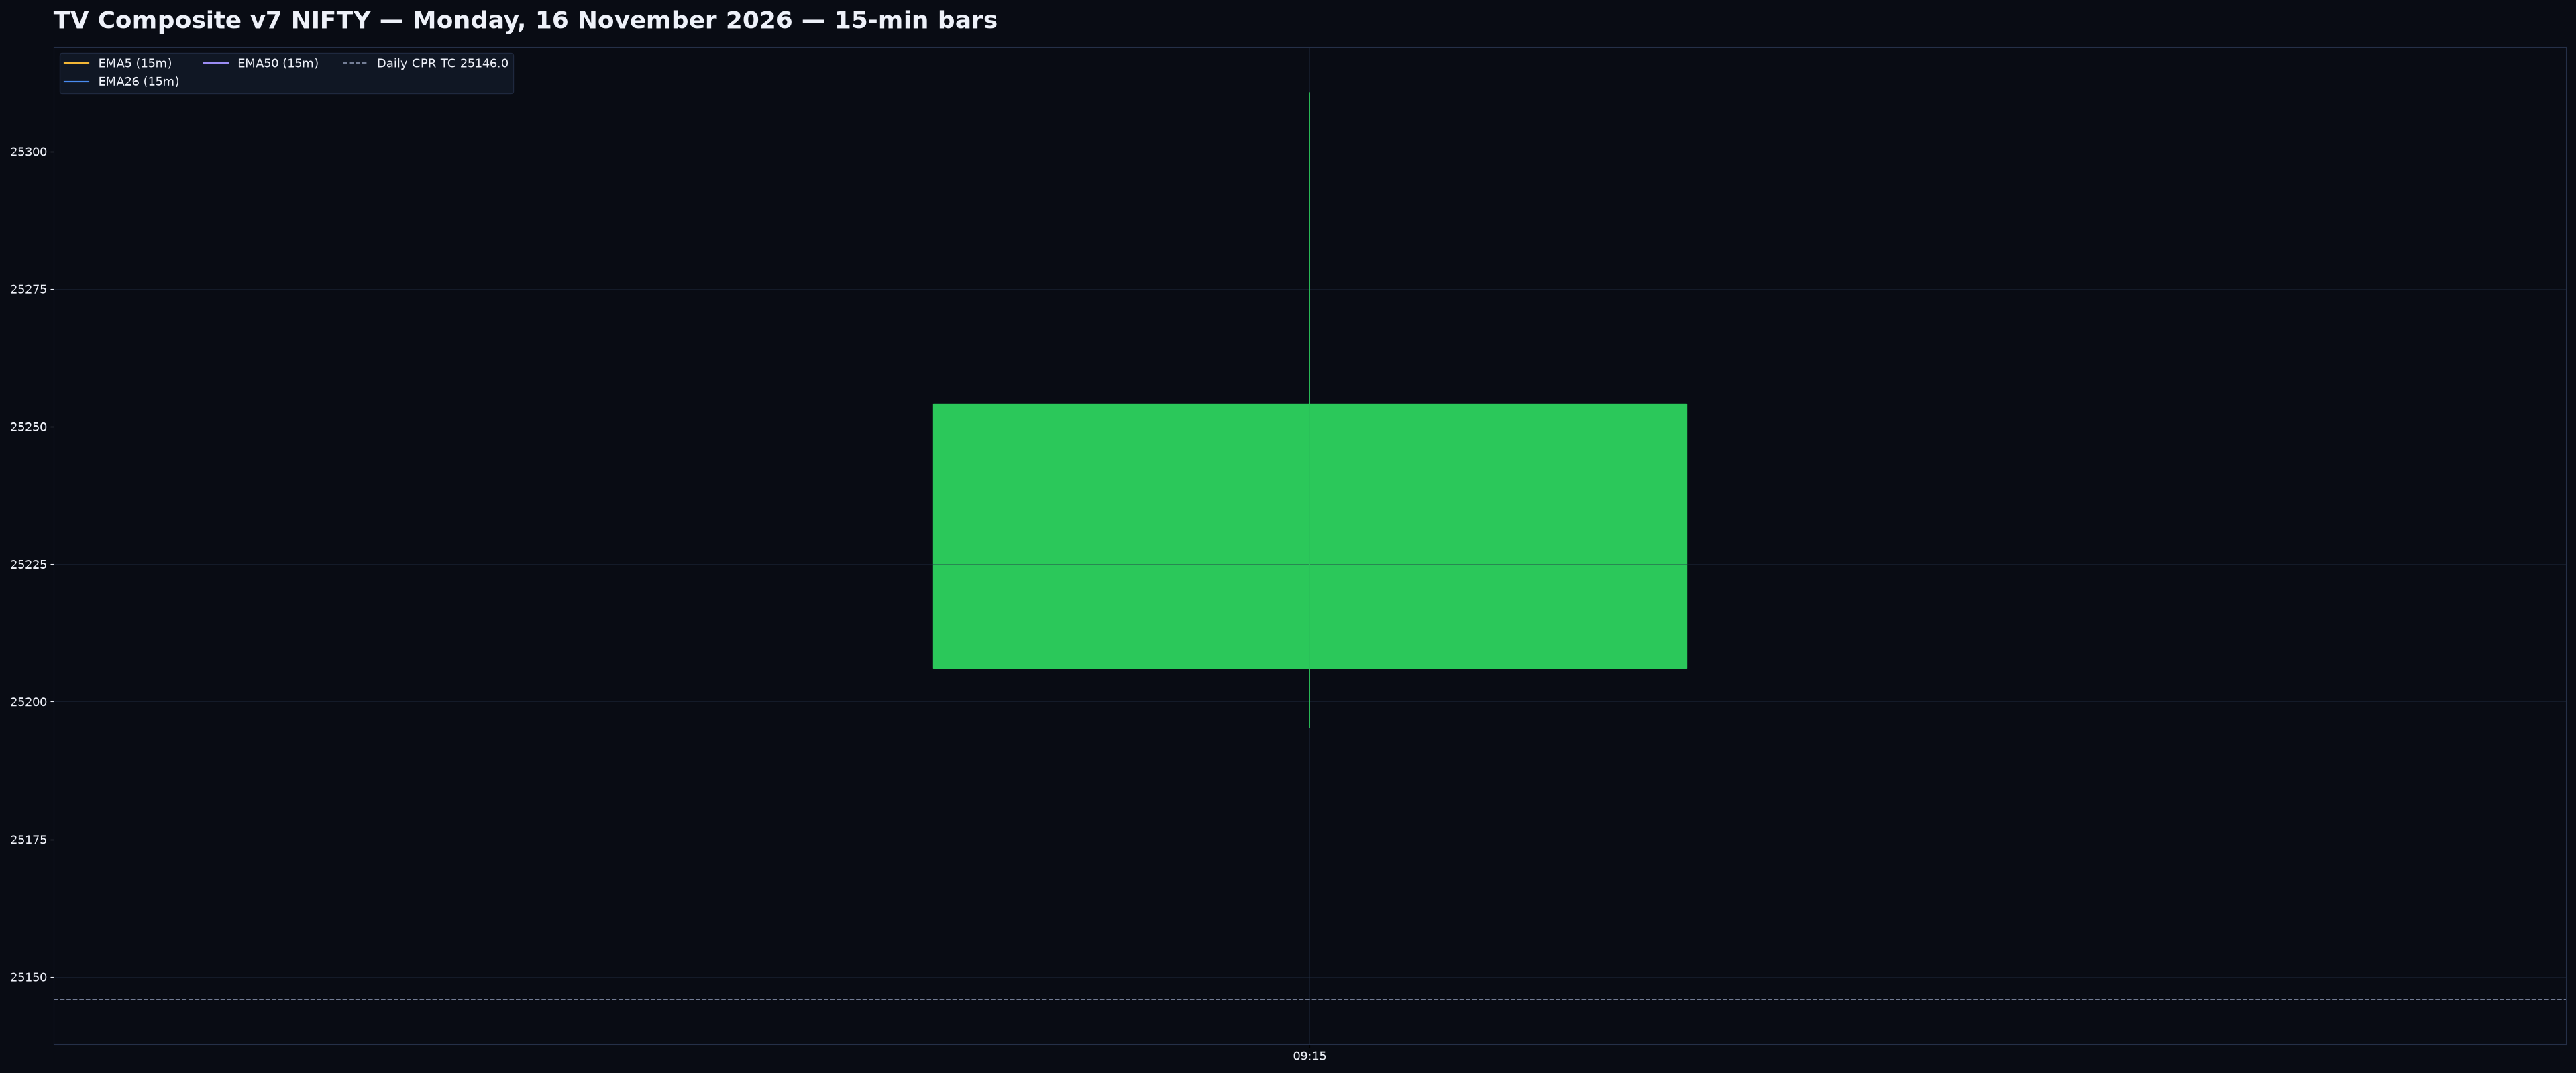 TV Composite v7 NIFTY — Monday, 16 November 2026 — 15-min bars
EMA5 (15m) EMA50 (15m) Daily CPR TC 25146.0
EMA26 (15m)
25300
25275
25250
25225
25200
25175
25150
09:15